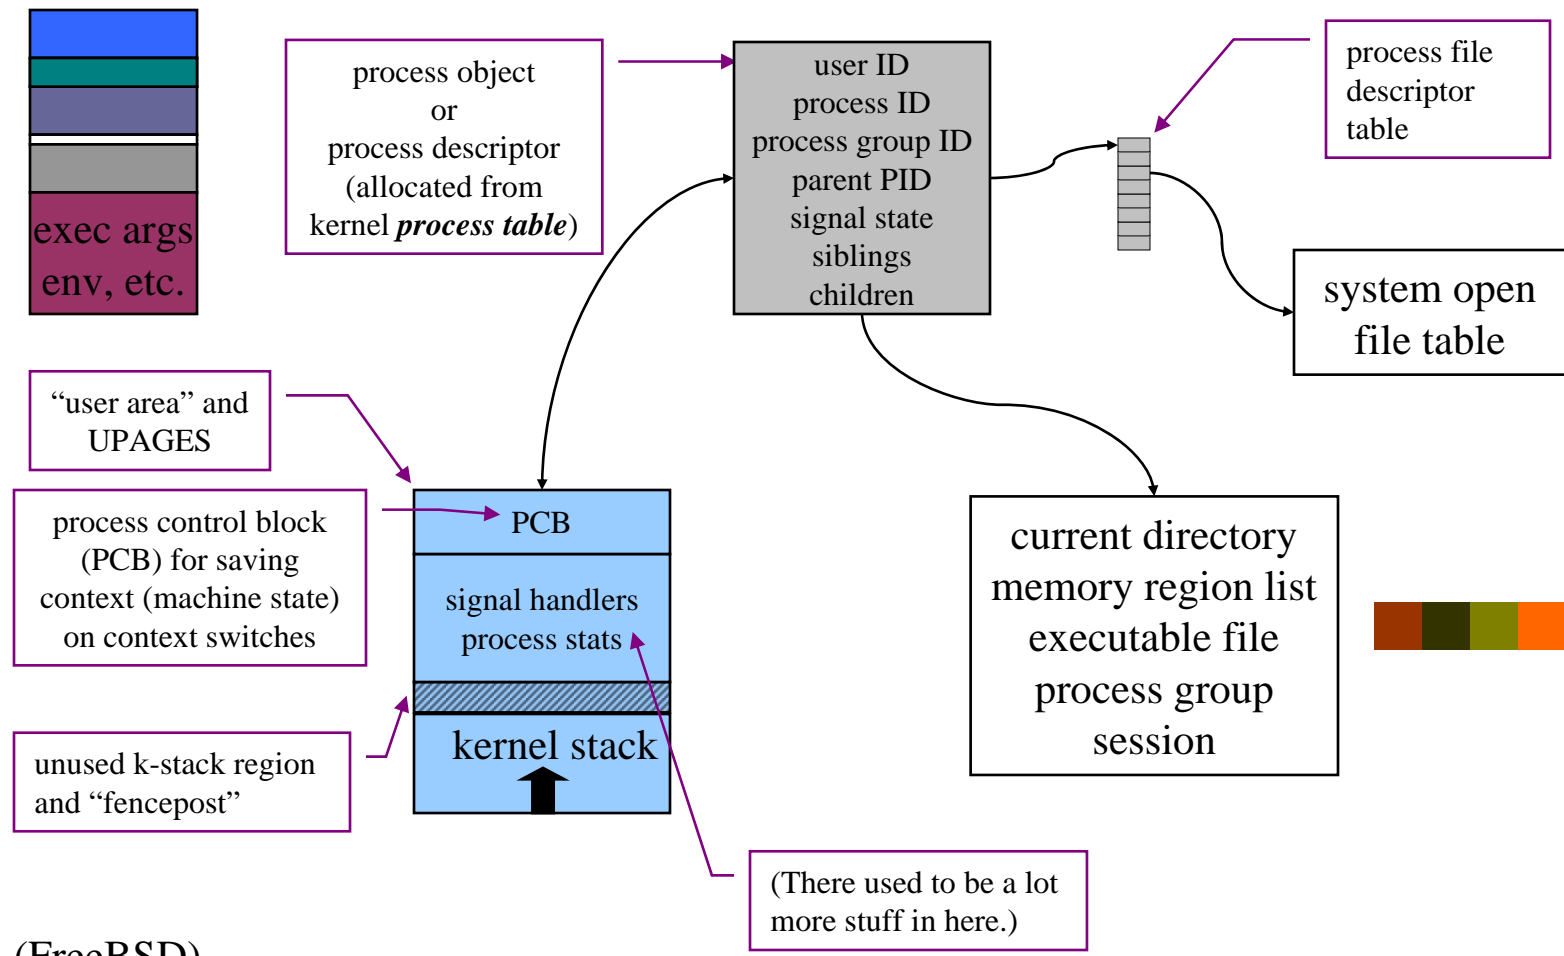 exec args
env, etc.
process object
or
process descriptor
(allocated from
kernel process table)
user ID
process ID
process group ID
parent PID
signal state
siblings
children
process file
descriptor
table
system open
file table
“user area” and
UPAGES
process control block
(PCB) for saving
context (machine state)
on context switches
PCB
signal handlers
process stats
kernel stack
unused k-stack region
and “fencepost”
current directory
memory region list
executable file
process group
session
(There used to be a lot
more stuff in here.)
(FreeBSD)